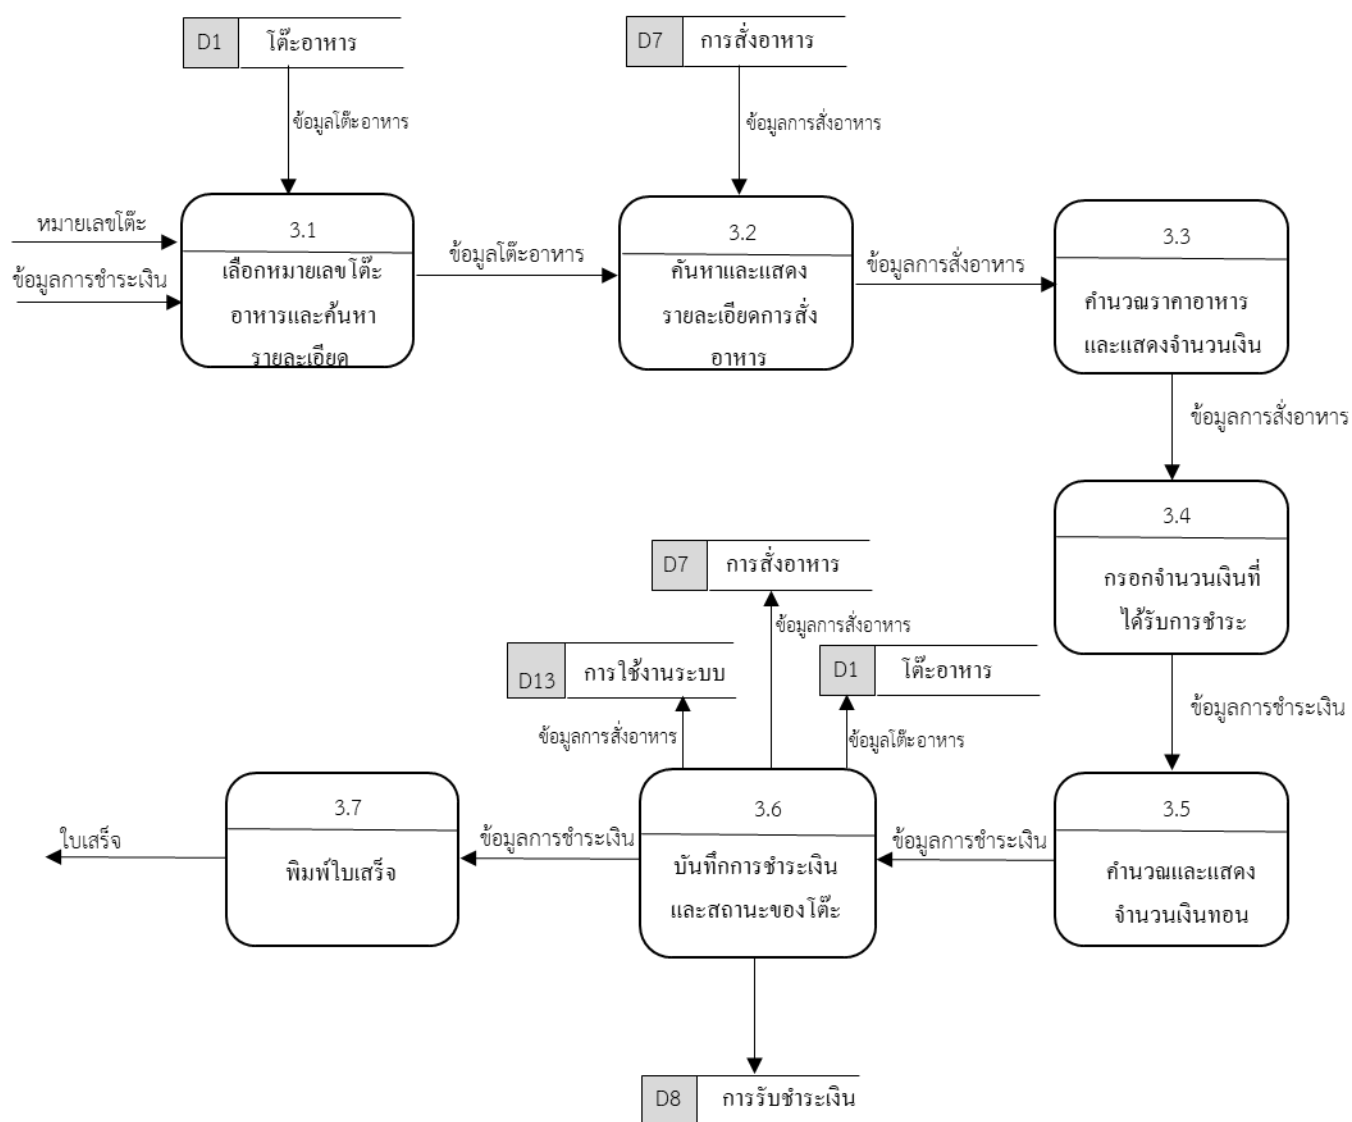 D1 โต๊ะอาหาร
D7 การสั่งอาหาร
ข้อมูลโต๊ะอาหาร
ข้อมูลการสั่งอาหาร
หมายเลขโต๊ะ
ข้อมูลการชำระเงิน
3.1
เลือกหมายเลขโต๊ะ
อาหารและค้นหา
รายละเอียด
ข้อมูลโต๊ะอาหาร
3.2
ค้นหาและแสดง
รายละเอียดการสั่ง
อาหาร
ข้อมูลการสั่งอาหาร
3.3
คำนวณราคาอาหาร
และแสดงจำนวนเงิน
ข้อมูลการสั่งอาหาร
3.4
กรอกจำนวนเงินที่
ได้รับการชำระ
ข้อมูลการชำระเงิน
D7 การสั่งอาหาร
ข้อมูลการสั่งอาหาร
D13 การใช้งานระบบ
ข้อมูลการสั่งอาหาร
D1 โต๊ะอาหาร
ข้อมูลโต๊ะอาหาร
3.5
คำนวณและแสดง
จำนวนเงินทอน
ข้อมูลการชำระเงิน
3.6
บันทึกการชำระเงิน
และสถานะของโต๊ะ
ข้อมูลการชำระเงิน
3.7
พิมพ์ใบเสร็จ
ใบเสร็จ
D8 การรับชำระเงิน